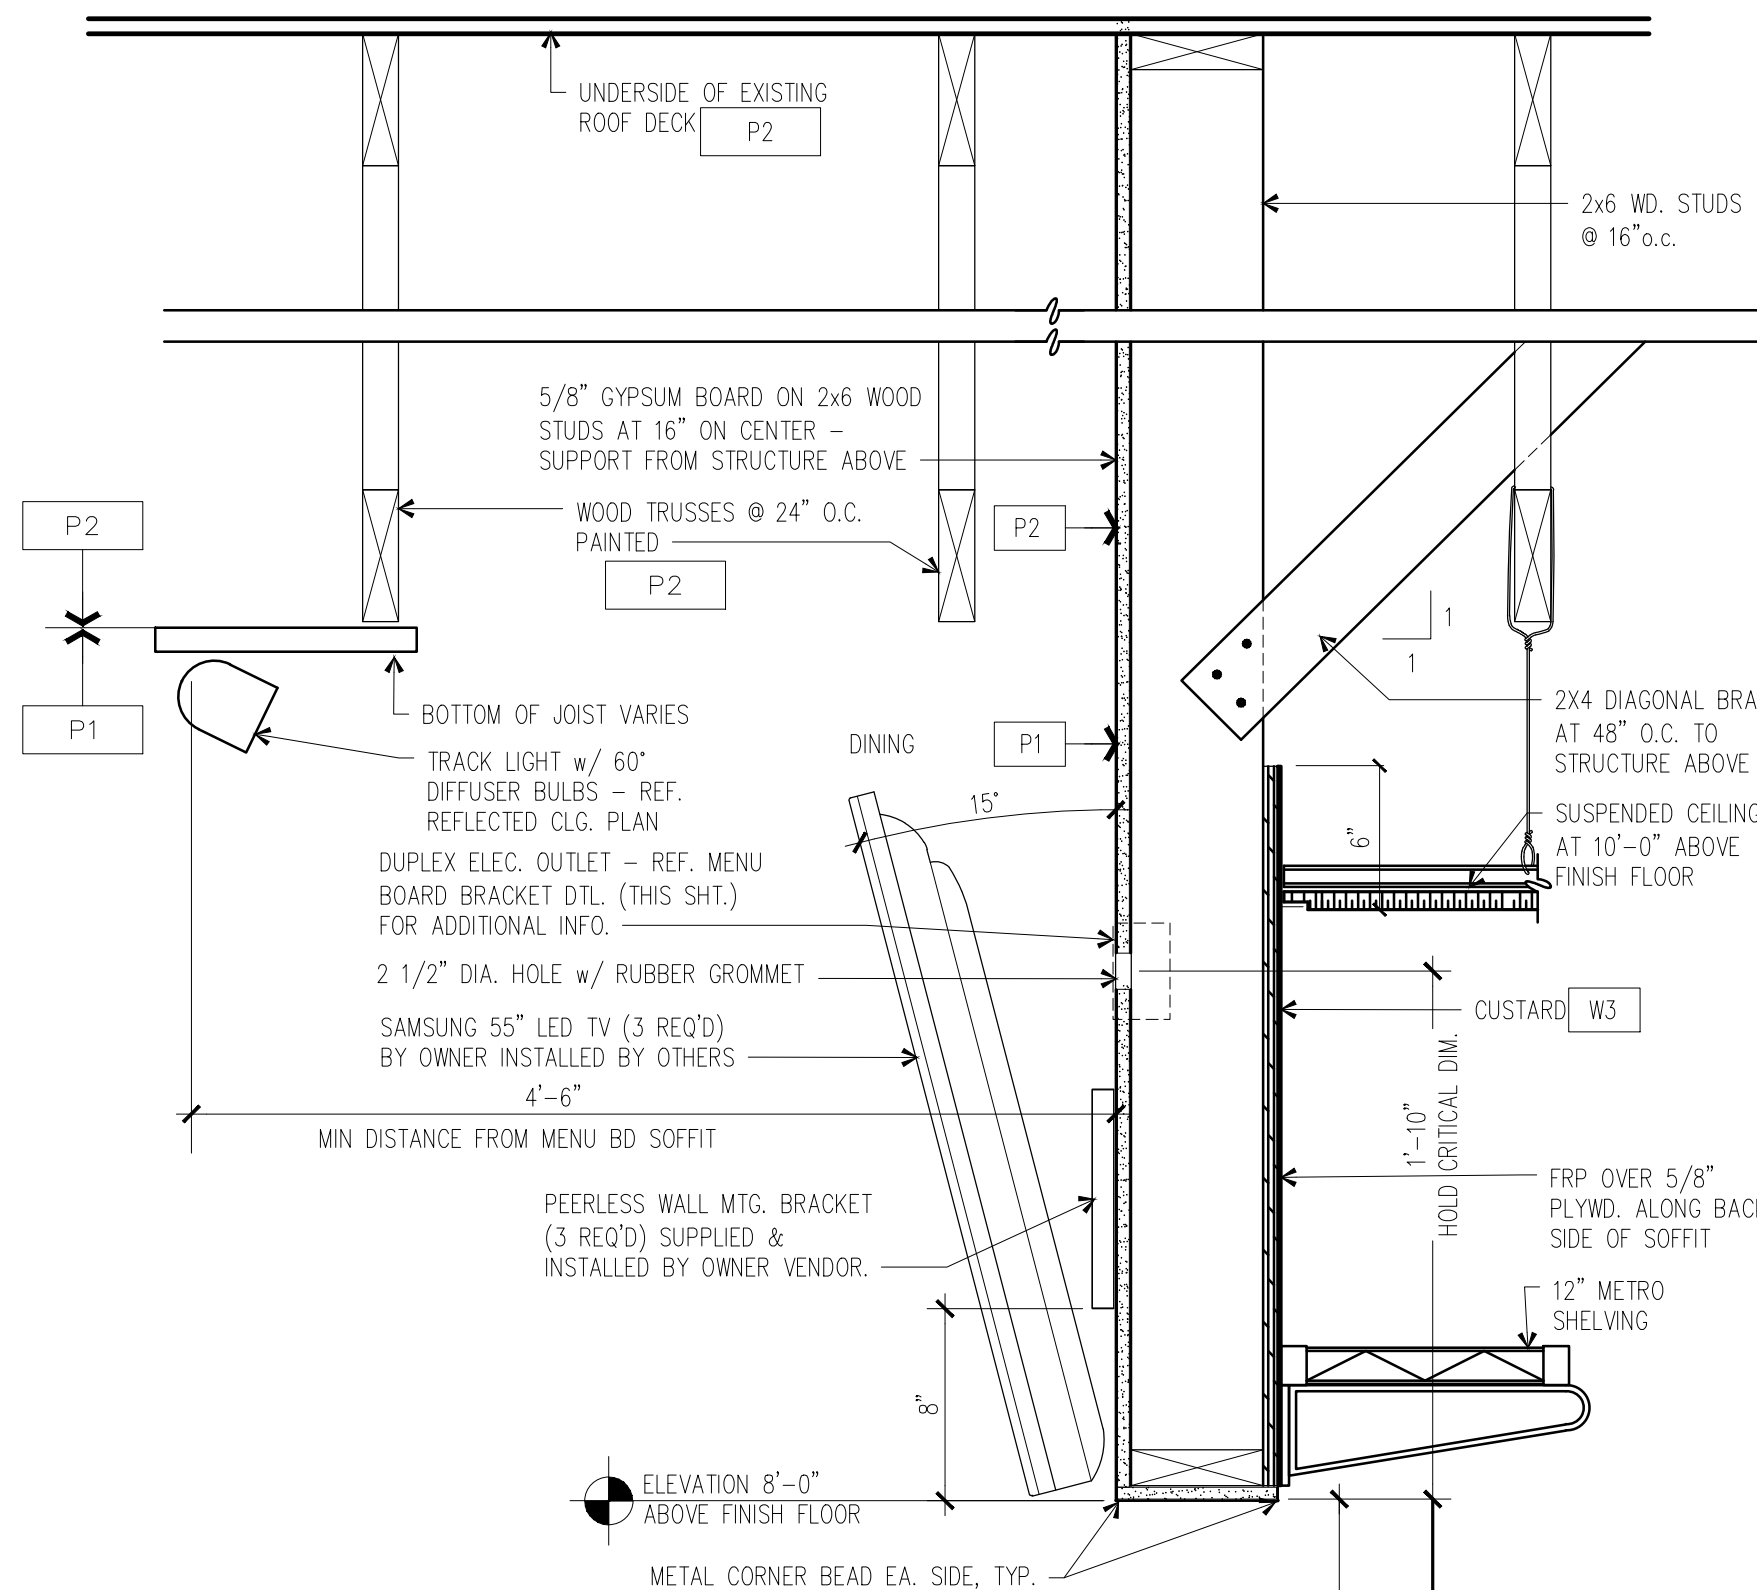 UNDERSIDE OF EXISTING
ROOF DECK
P2
2x6 WD. STUDS
@ 16"o.c.
5/8" GYPSUM BOARD ON 2x6 WOOD
STUDS AT 16" ON CENTER –
SUPPORT FROM STRUCTURE ABOVE
P2
WOOD TRUSSES @ 24" O.C.
PAINTED
P2
P2
1
1
P1
BOTTOM OF JOIST VARIES
DINING
P1
2X4 DIAGONAL BRA
AT 48" O.C. TO
STRUCTURE ABOVE
TRACK LIGHT w/ 60°
DIFFUSER BULBS – REF.
REFLECTED CLG. PLAN
15°
6"
SUSPENDED CEILING
AT 10'-0" ABOVE
FINISH FLOOR
DUPLEX ELEC. OUTLET – REF. MENU
BOARD BRACKET DTL. (THIS SHT.)
FOR ADDITIONAL INFO.
2 1/2" DIA. HOLE w/ RUBBER GROMMET
CUSTARD
W3
SAMSUNG 55" LED TV (3 REQ'D)
BY OWNER INSTALLED BY OTHERS
4'-6"
MIN DISTANCE FROM MENU BD SOFFIT
1'-10"
HOLD CRITICAL DIM.
PEERLESS WALL MTG. BRACKET
(3 REQ'D) SUPPLIED &
INSTALLED BY OWNER VENDOR.
FRP OVER 5/8"
PLYWD. ALONG BACK
SIDE OF SOFFIT
12" METRO
SHELVING
8"
ELEVATION 8'-0"
ABOVE FINISH FLOOR
METAL CORNER BEAD EA. SIDE, TYP.